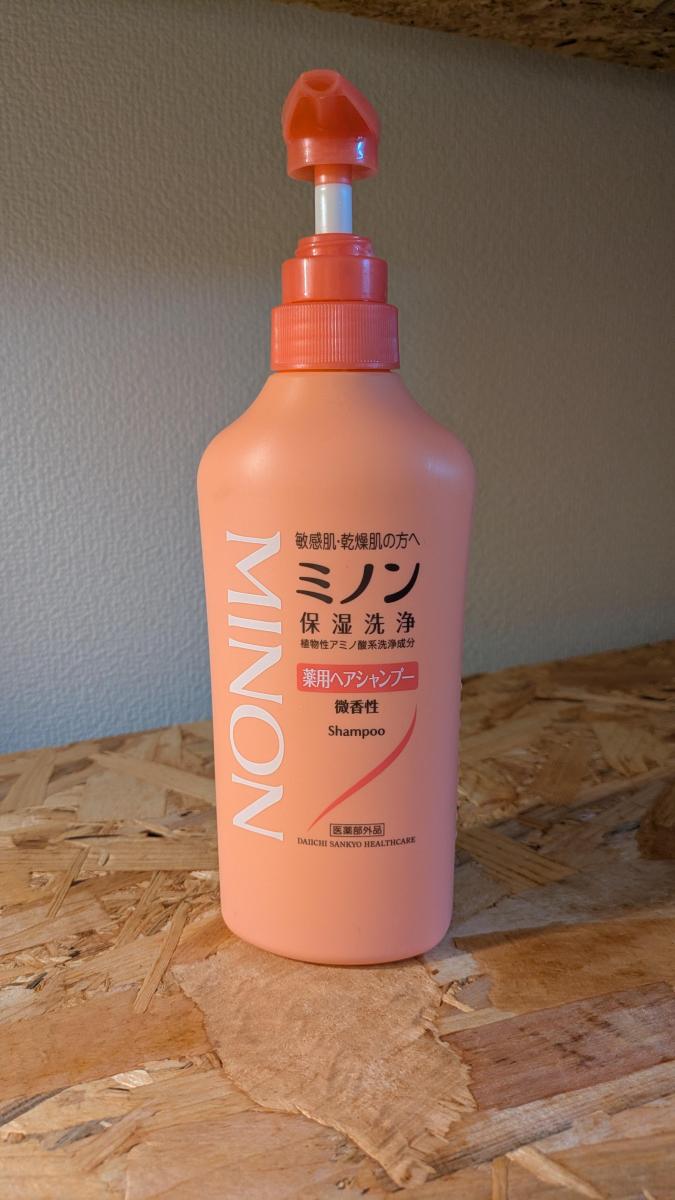 MINON
敏感肌・乾燥肌の方へ
ミノン
保湿洗浄
植物性アミノ酸系洗浄成分
薬用ヘアシャンプー
微香性
Shampoo
医薬部外品
DAIICHI SANKYO HEALTHCARE